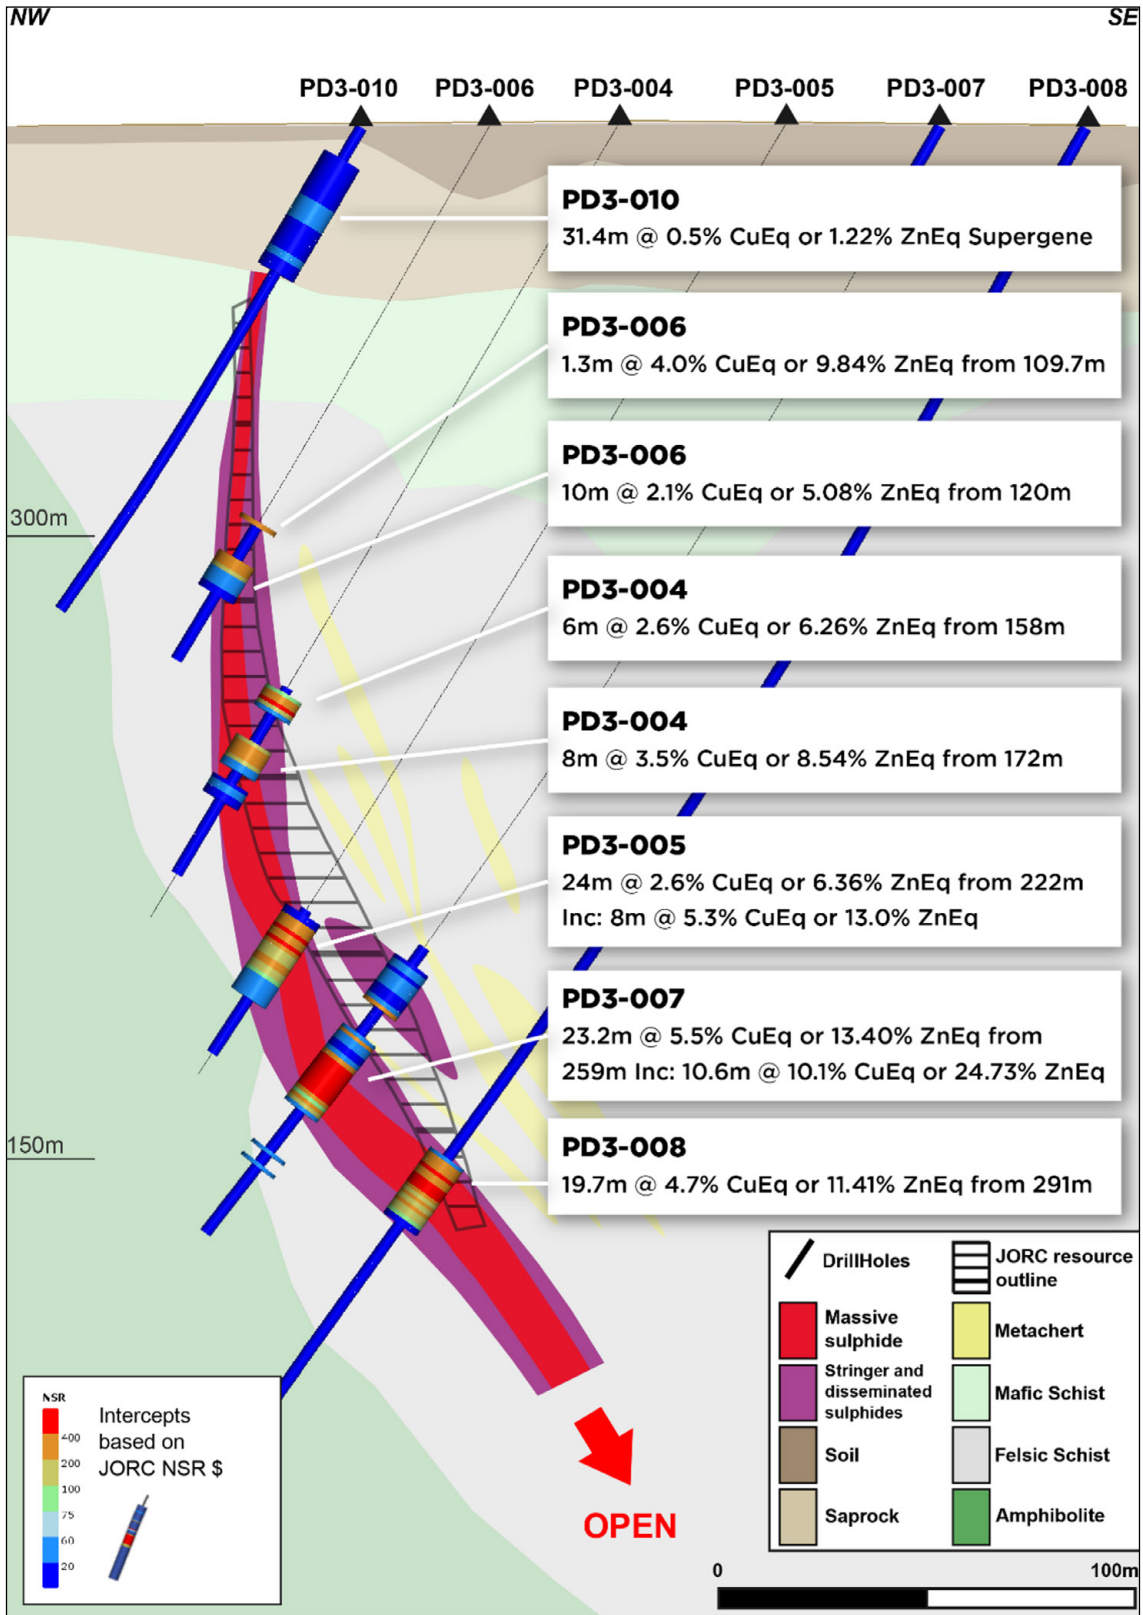 NW
SE
PD3-010
PD3-006
PD3-004
PD3-005
PD3-007
PD3-008
PD3-010
31.4m @ 0.5% CuEq or 1.22% ZnEq Supergene
PD3-006
1.3m @ 4.0% CuEq or 9.84% ZnEq from 109.7m
PD3-006
10m @ 2.1% CuEq or 5.08% ZnEq from 120m
300m
PD3-004
6m @ 2.6% CuEq or 6.26% ZnEq from 158m
PD3-004
8m @ 3.5% CuEq or 8.54% ZnEq from 172m
PD3-005
24m @ 2.6% CuEq or 6.36% ZnEq from 222m
Inc: 8m @ 5.3% CuEq or 13.0% ZnEq
PD3-007
23.2m @ 5.5% CuEq or 13.40% ZnEq from
259m Inc: 10.6m @ 10.1% CuEq or 24.73% ZnEq
150m
PD3-008
19.7m @ 4.7% CuEq or 11.41% ZnEq from 291m
DrillHoles
JORC resource
outline
Massive
sulphide
Metachert
Stringer and
disseminated
sulphides
Mafic Schist
Soil
Felsic Schist
Saprock
Amphibolite
NSR
400
200
100
75
60
20
Intercepts
based on
JORC NSR $
OPEN
0
100m